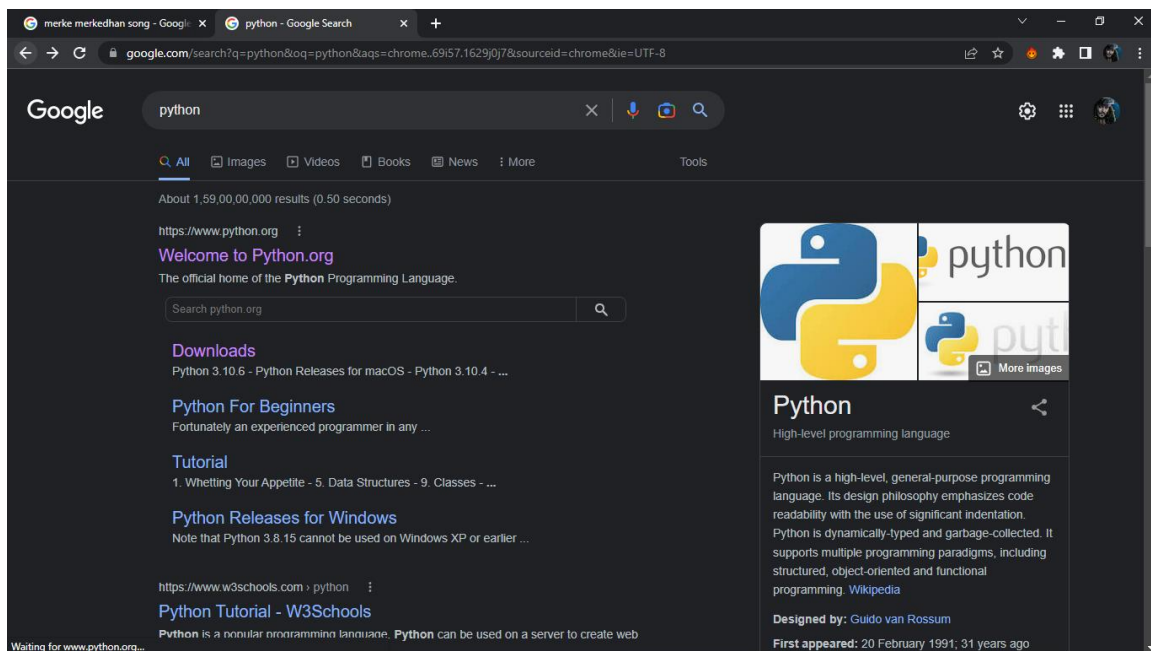 merke merkedhan song - Googl
python - Google Search
google.com/search?q=python&oq=python&aqs=chrome..69i57.1629j0j7&sourceid=chrome&ie=UTF-8
Google
python
All Images Videos Books News More Tools
About 1,59,00,00,000 results (0.50 seconds)
https://www.python.org
Welcome to Python.org
The official home of the Python Programming Language.
Search python.org
Downloads
Python 3.10.6 - Python Releases for macOS - Python 3.10.4 - ...
Python For Beginners
Fortunately an experienced programmer in any ...
Tutorial
1. Whetting Your Appetite - 5. Data Structures - 9. Classes - ...
Python Releases for Windows
Note that Python 3.8.15 cannot be used on Windows XP or earlier ...
https://www.w3schools.com › python
Python Tutorial - W3Schools
Python is a popular programming language. Python can be used on a server to create web
Waiting for www.python.org...
python
pyt
More images
Python
High-level programming language
Python is a high-level, general-purpose programming
language. Its design philosophy emphasizes code
readability with the use of significant indentation.
Python is dynamically-typed and garbage-collected. It
supports multiple programming paradigms, including
structured, object-oriented and functional
programming. Wikipedia
Designed by: Guido van Rossum
First appeared: 20 February 1991; 31 years ago